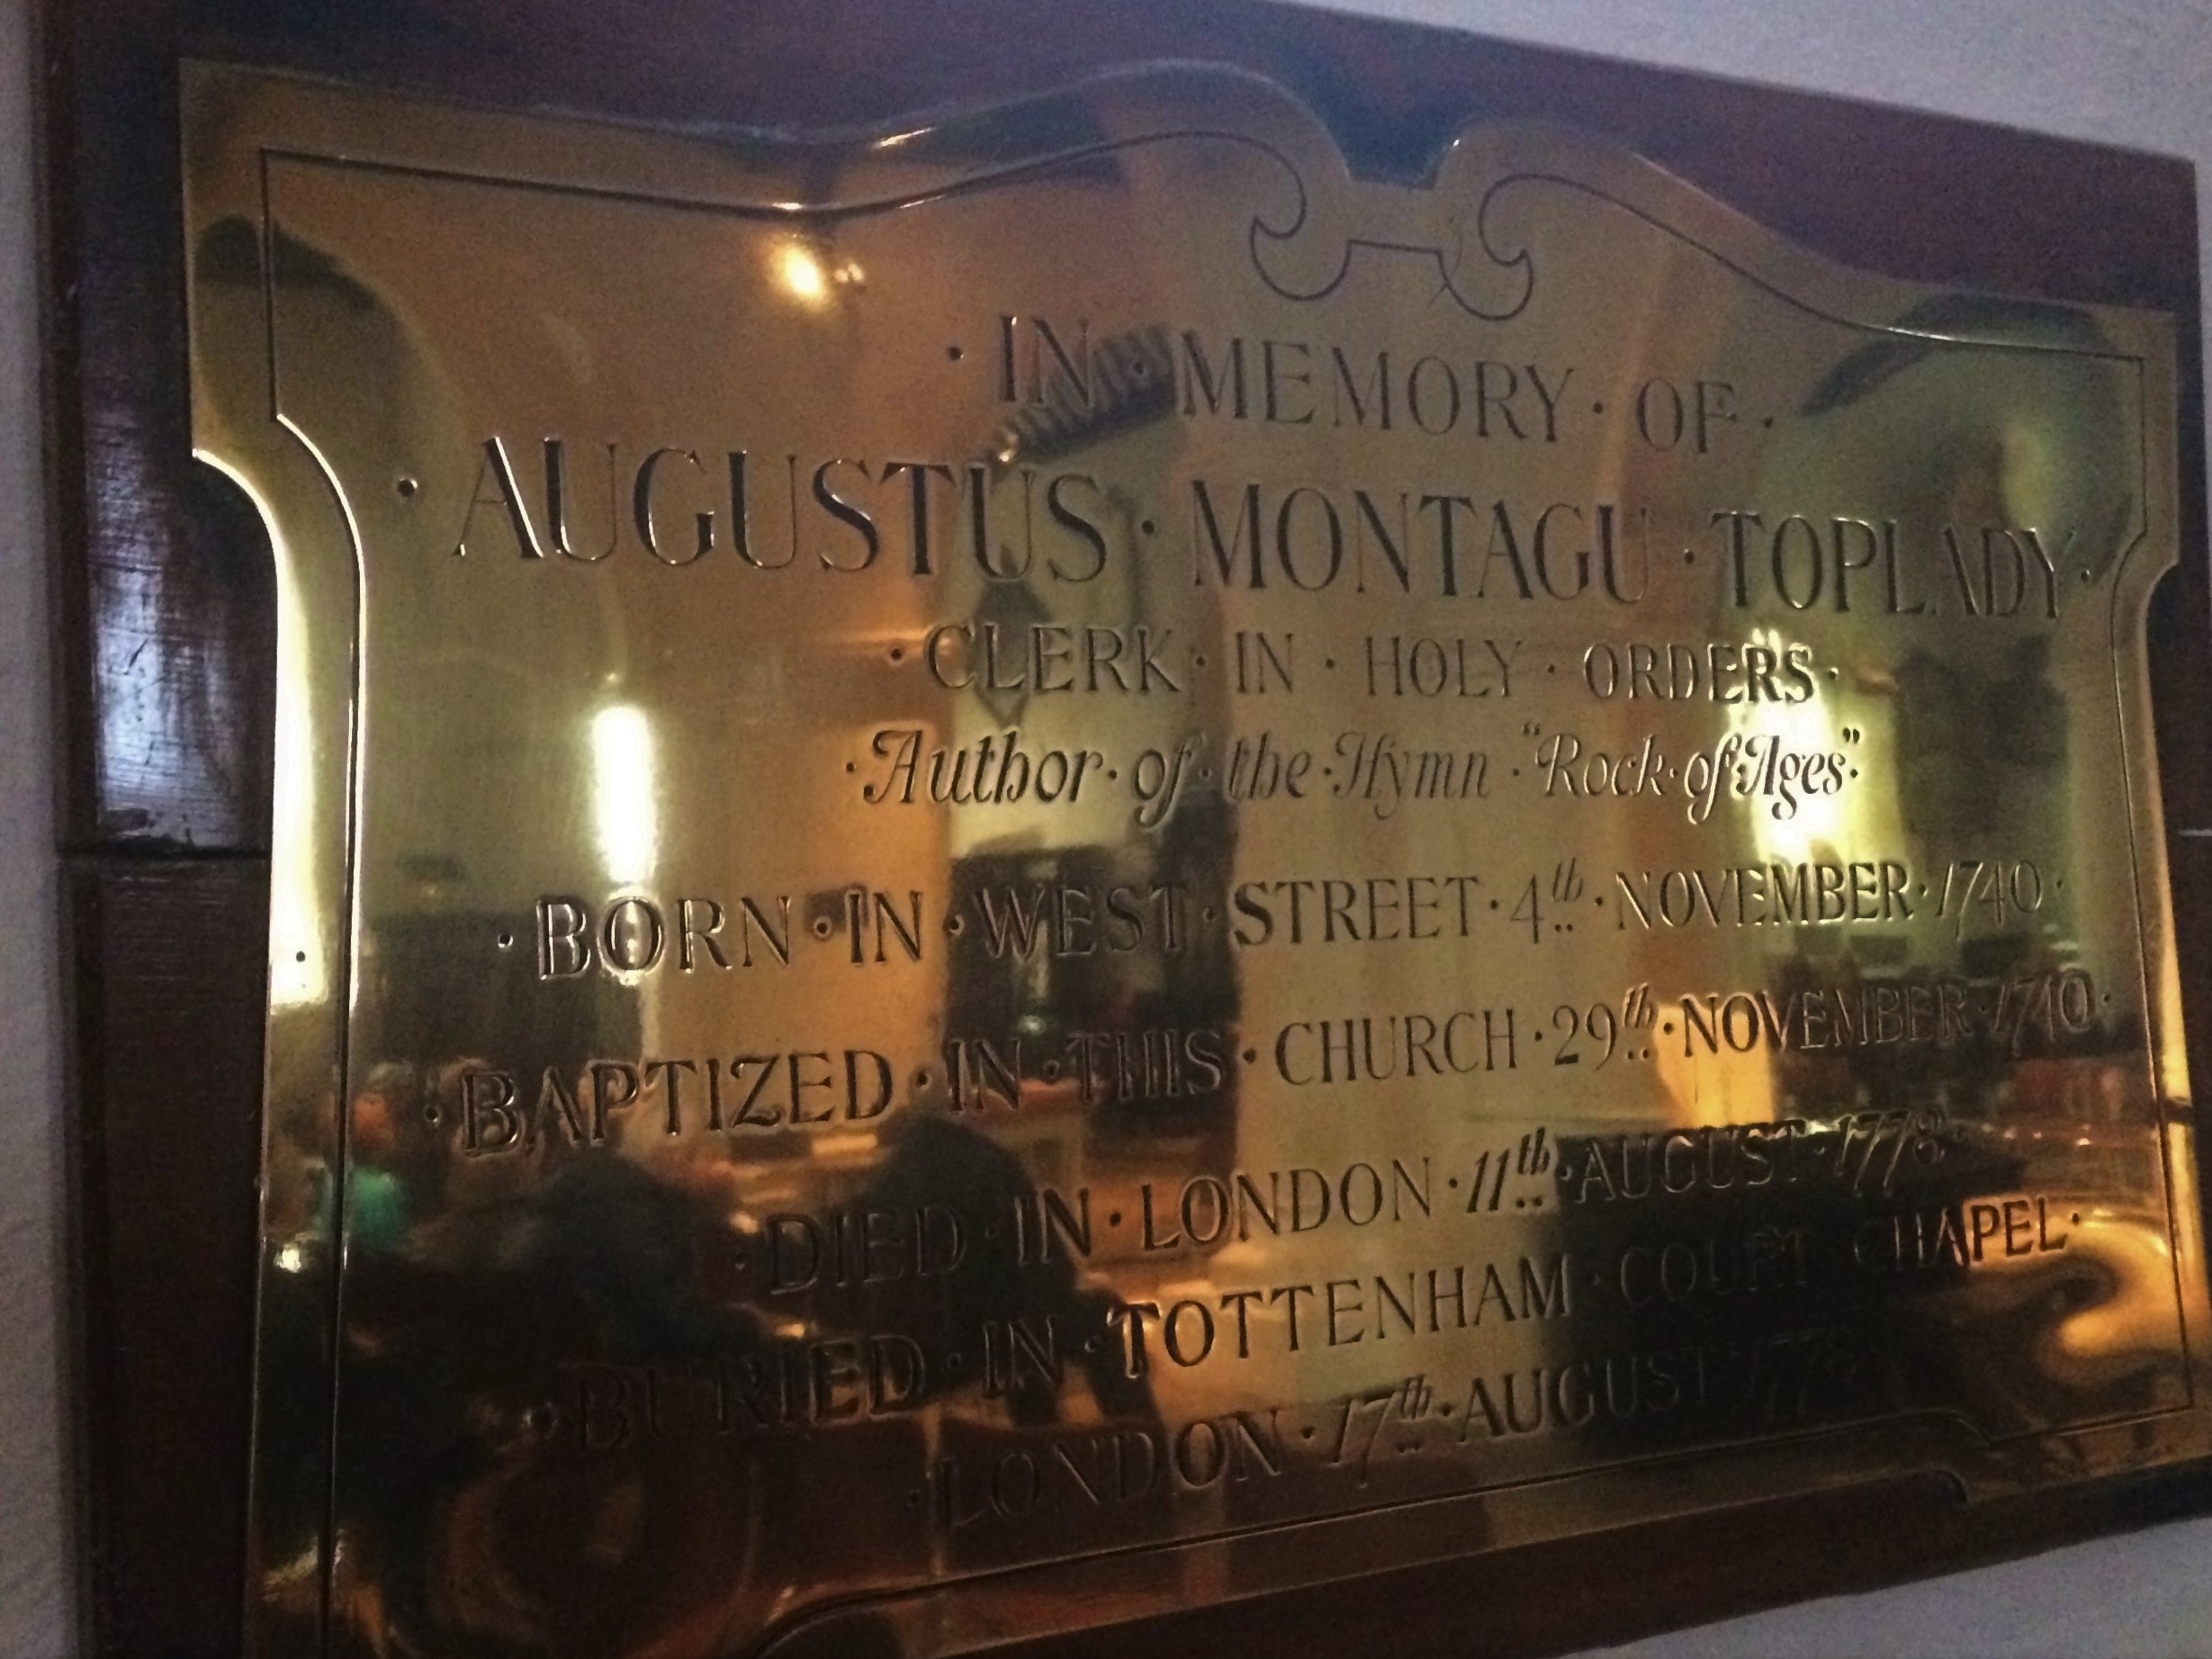 · IN · MEMORY · OF ·
· AUGUSTUS · MONTAGU · TOPLADY ·
· CLERK · IN · HOLY · ORDERS ·
· Author · of · the · Hymn · "Rock · of · Ages" ·
· BORN · IN · WEST · STREET · 4th · NOVEMBER · 1740 ·
· BAPTIZED · IN · THIS · CHURCH · 29th · NOVEMBER · 1740 ·
· DIED · IN · LONDON · 11th · AUGUST · 1778 ·
· BURIED · IN · TOTTENHAM · COURT · CHAPEL ·
· LONDON · 17th · AUGUST · 1778 ·